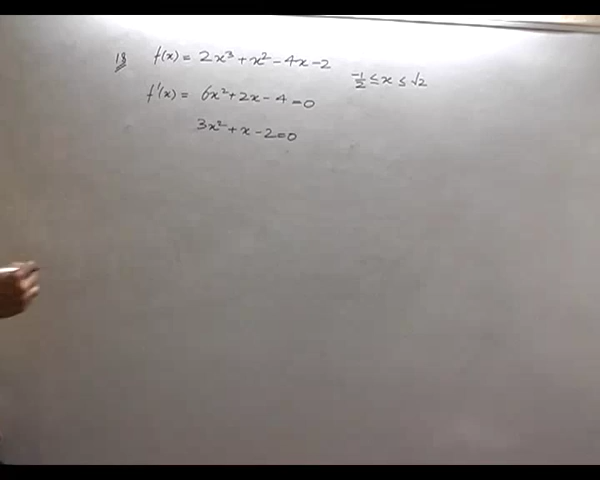 18 f(x) = 2x³ + x² - 4x - 2
-1/2 ≤ x ≤ √2
f'(x) = 6x² + 2x - 4 = 0
3x² + x - 2 = 0